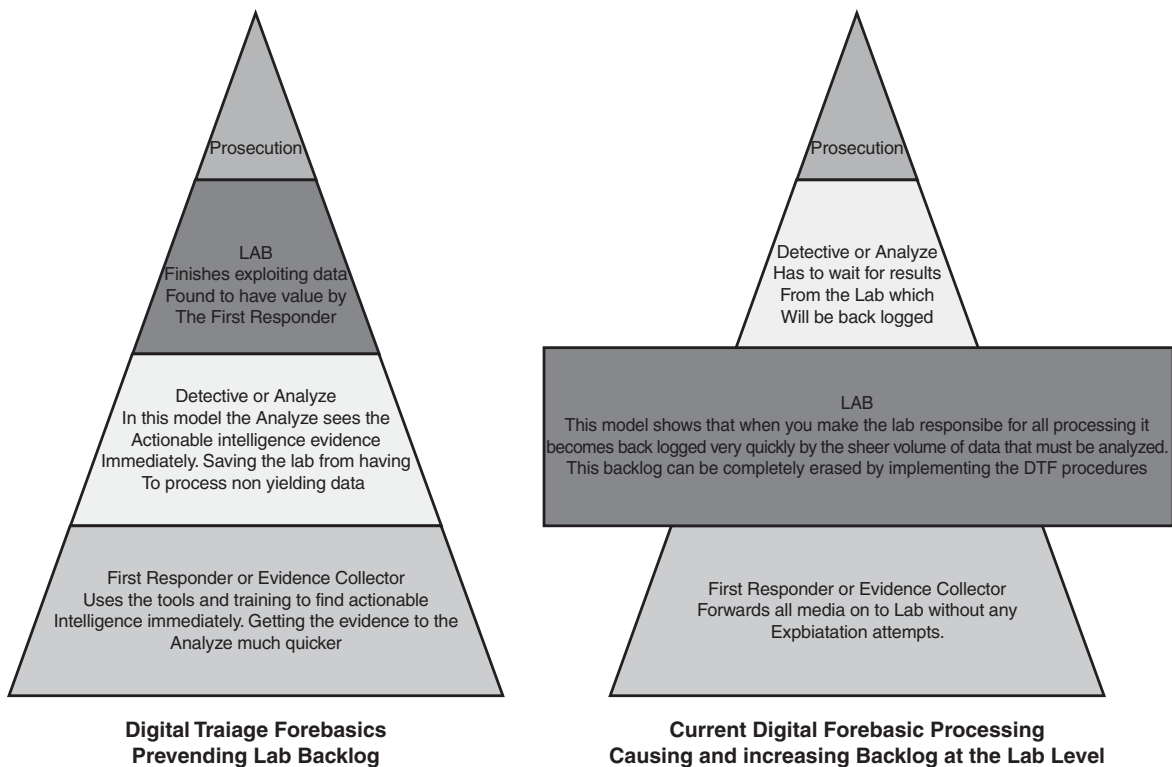 Prosecution
LAB
Finishes exploiting data
Found to have value by
The First Responder
Detective or Analyze
In this model the Analyze sees the
Actionable intelligence evidence
Immediately. Saving the lab from having
To process non yielding data
First Responder or Evidence Collector
Uses the tools and training to find actionable
Intelligence immediately. Getting the evidence to the
Analyze much quicker
Digital Traiage Forebasics
Prevending Lab Backlog
Prosecution
Detective or Analyze
Has to wait for results
From the Lab which
Will be back logged
LAB
This model shows that when you make the lab responsibe for all processing it
becomes back logged very quickly by the sheer volume of data that must be analyzed.
This backlog can be completely erased by implementing the DTF procedures
First Responder or Evidence Collector
Forwards all media on to Lab without any
Expbiatation attempts.
Current Digital Forebasic Processing
Causing and increasing Backlog at the Lab Level